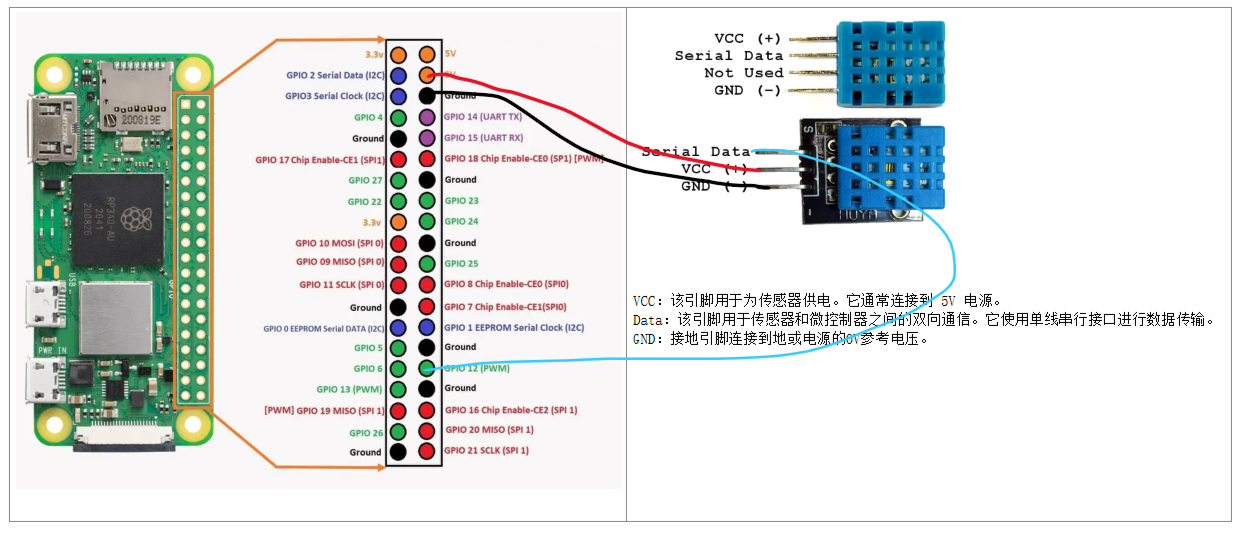 3.3v
5V
GPIO 2 Serial Data (I2C)
GPIO3 Serial Clock (I2C)
Ground
GPIO 4
GPIO 14 (UART TX)
Ground
GPIO 15 (UART RX)
GPIO 17 Chip Enable-CE1 (SPI1)
GPIO 18 Chip Enable-CE0 (SP1) [PWM]
GPIO 27
Ground
GPIO 22
GPIO 23
3.3v
GPIO 24
GPIO 10 MOSI (SPI 0)
Ground
GPIO 09 MISO (SPI 0)
GPIO 25
GPIO 11 SCLK (SPI 0)
GPIO 8 Chip Enable-CE0 (SPI0)
Ground
GPIO 7 Chip Enable-CE1(SPI0)
GPIO 0 EEPROM Serial DATA (I2C)
GPIO 1 EEPROM Serial Clock (I2C)
GPIO 5
Ground
GPIO 6
GPIO 12 (PWM)
GPIO 13 (PWM)
Ground
[PWM] GPIO 19 MISO (SPI 1)
GPIO 16 Chip Enable-CE2 (SPI 1)
GPIO 26
GPIO 20 MISO (SPI 1)
Ground
GPIO 21 SCLK (SPI 1)
200819E
USB
PWR IN
VCC (+)
Serial Data
Not Used
GND (-)
S
Serial Data
VCC (+)
GND (-)
VCC: 该引脚用于为传感器供电。它通常连接到 5V 电源。
Data: 该引脚用于传感器和微控制器之间的双向通信。它使用单线串行接口进行数据传输。
GND: 接地引脚连接到地或电源的0V参考电压。